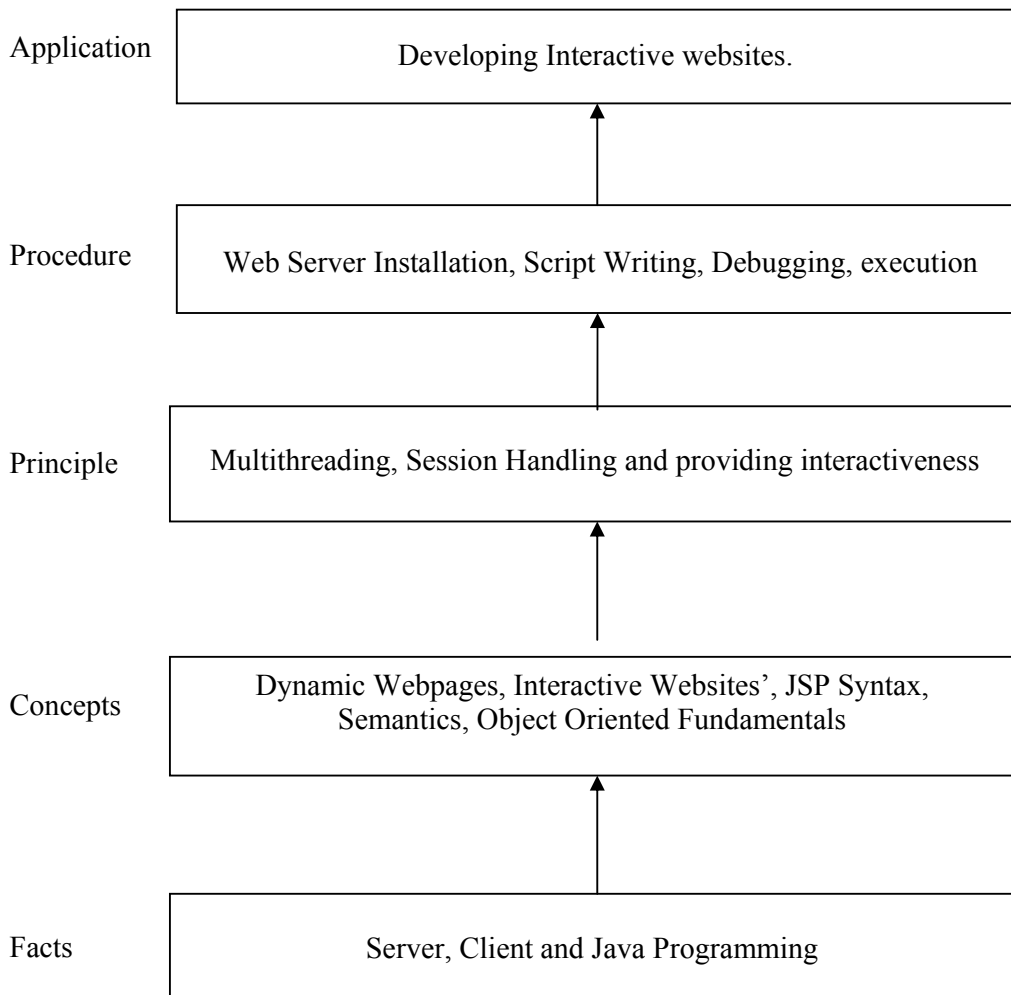 Application
Developing Interactive websites.
Procedure
Web Server Installation, Script Writing, Debugging, execution
Principle
Multithreading, Session Handling and providing interactiveness
Concepts
Dynamic Webpages, Interactive Websites’, JSP Syntax,
Semantics, Object Oriented Fundamentals
Facts
Server, Client and Java Programming